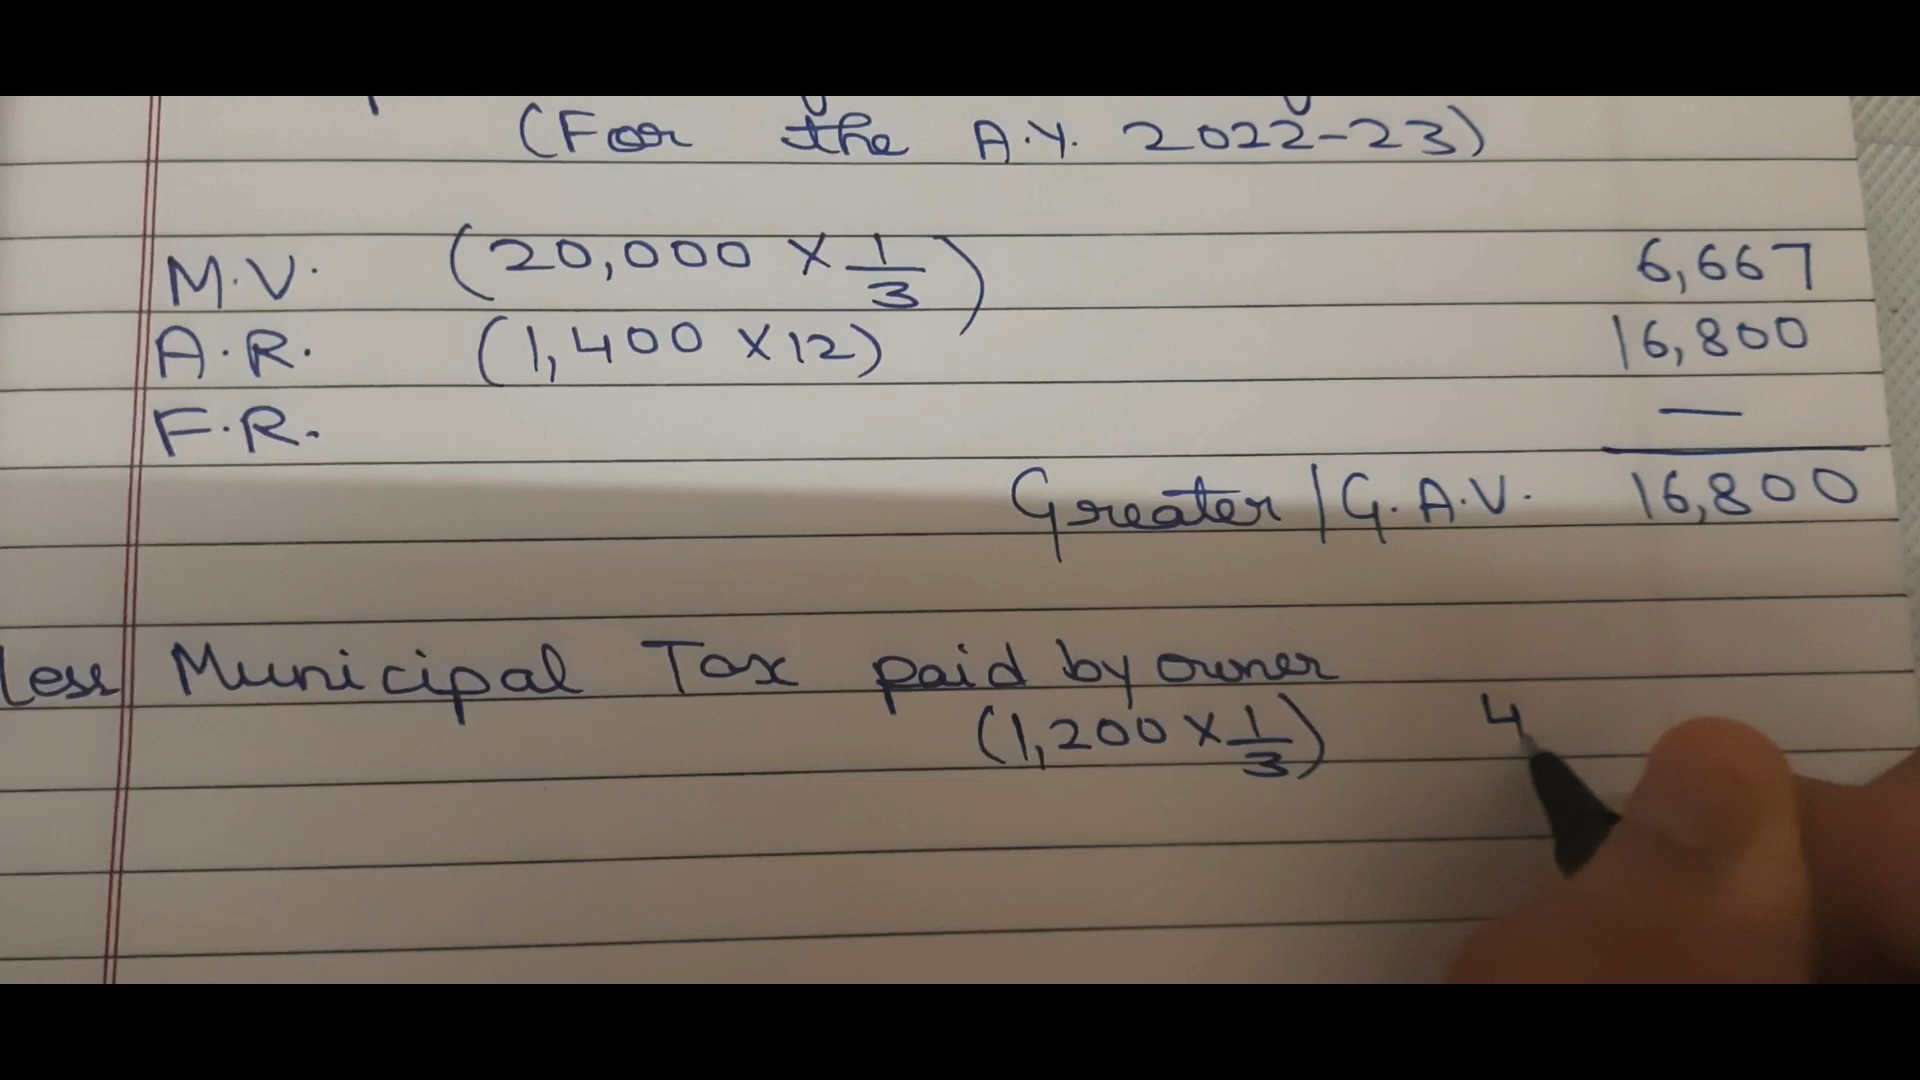 (For the A.Y. 2022-23)
M.V. (20,000 × 1/3) 6,667
A.R. (1,400 × 12) 16,800
F.R. —
Greater / G.A.V. 16,800
Less Municipal Tax paid by owner
(1,200 × 1/3) 4